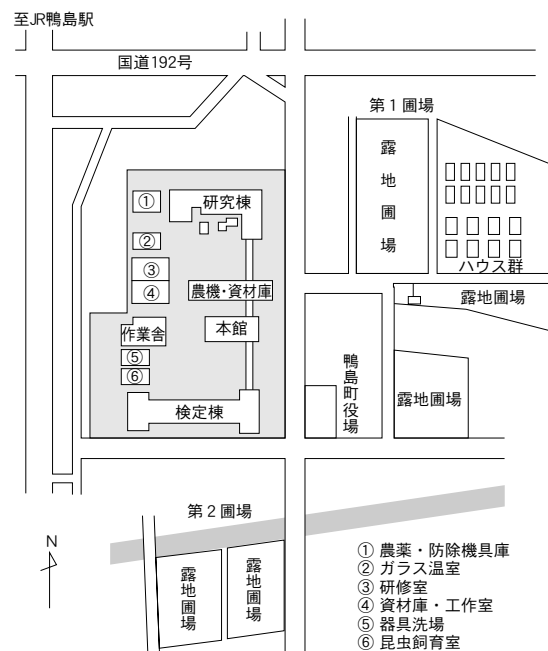 至JR鴨島駅
国道192号
第1圃場
露地圃場
ハウス群
露地圃場
露地圃場
鴨島町役場
①
研究棟
②
③
④
農機・資材庫
作業舎
本館
⑤
⑥
検定棟
第2圃場
露地圃場
露地圃場
N
① 農薬・防除機具庫
② ガラス温室
③ 研修室
④ 資材庫・工作室
⑤ 器具洗場
⑥ 昆虫飼育室